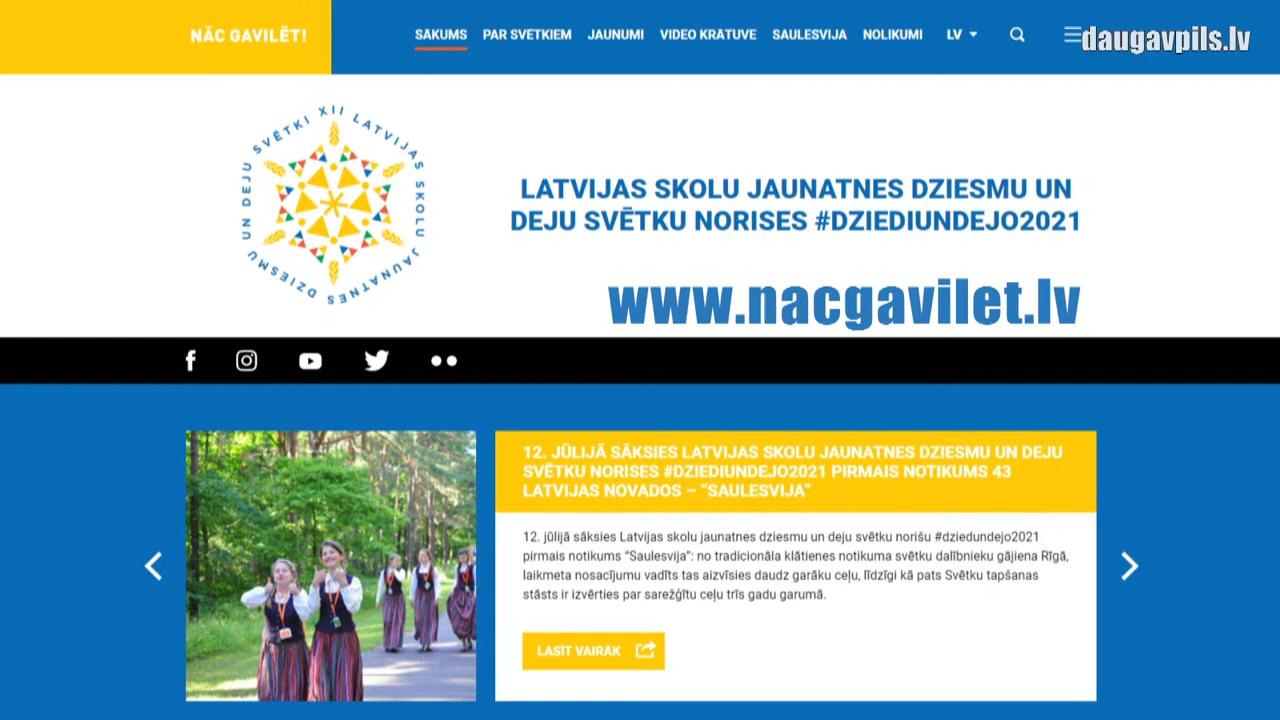 NĀC GAVILĒT!
SĀKUMS PAR SVĒTKIEM JAUNUMI VIDEO KRĀTUVE SAULESVIJA NOLIKUMI LV
daugavpils.lv
UN DEJU SVĒTKI XII LATVIJAS SKOLU JAUNATNES DZIESMU
LATVIJAS SKOLU JAUNATNES DZIESMU UN
DEJU SVĒTKU NORISES #DZIEDIUNDEJO2021
www.nacgavilet.lv
12. JŪLIJĀ SĀKSIES LATVIJAS SKOLU JAUNATNES DZIESMU UN DEJU
SVĒTKU NORISES #DZIEDIUNDEJO2021 PIRMAIS NOTIKUMS 43
LATVIJAS NOVADOS – “SAULESVIJA”
12. jūlijā sāksies Latvijas skolu jaunatnes dziesmu un deju svētku norišu #dziedundejo2021
pirmais notikums “Saulesvija”: no tradicionāla klātienes notikuma svētku dalībnieku gājiena Rīgā,
laikmeta nosacījumu vadīts tas aizvīsies daudz garāku ceļu, līdzīgi kā pats Svētku tapšanas
stāsts ir izvērties par sarežģītu ceļu trīs gadu garumā.
LASĪT VAIRĀK